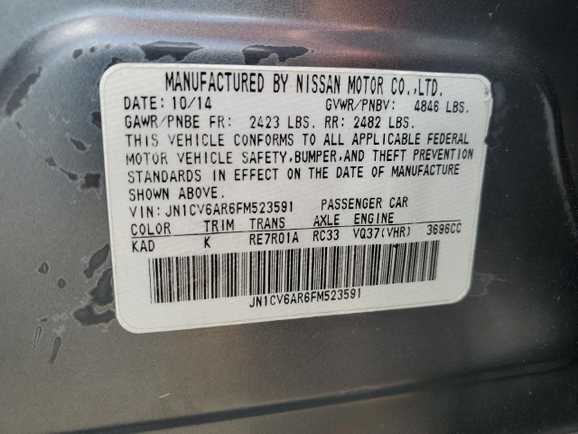 MANUFACTURED BY NISSAN MOTOR CO.,LTD.
DATE: 10/14 GVWR/PNBV: 4846 LBS.
GAWR/PNBE FR: 2423 LBS. RR: 2482 LBS.
THIS VEHICLE CONFORMS TO ALL APPLICABLE FEDERAL
MOTOR VEHICLE SAFETY,BUMPER,AND THEFT PREVENTION
STANDARDS IN EFFECT ON THE DATE OF MANUFACTURE
SHOWN ABOVE.
VIN: JN1CV6AR6FM523591 PASSENGER CAR
COLOR TRIM TRANS AXLE ENGINE
KAD K RE7R01A RC33 VQ37(VHR) 3696CC
JN1CV6AR6FM523591